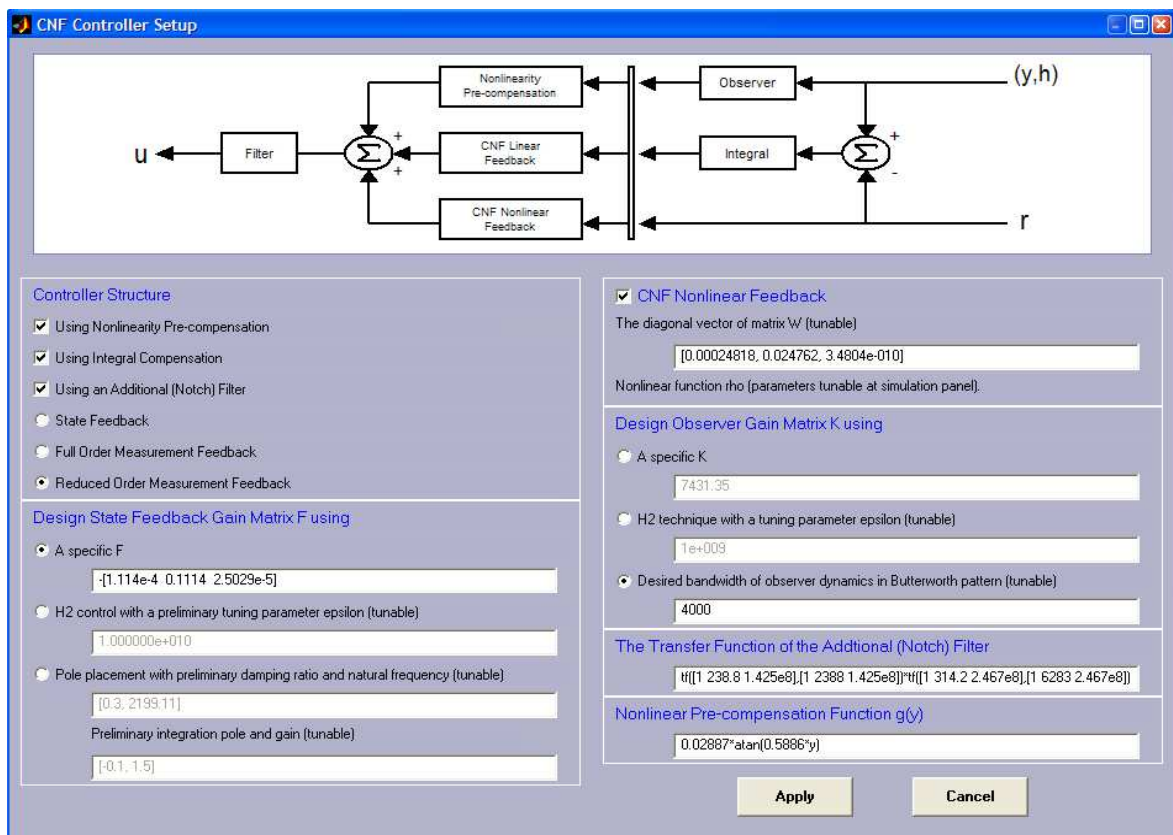 CNF Controller Setup
Nonlinearity
Pre-compensation
Observer
(y,h)
u
Filter
Σ
+
+
CNF Linear
Feedback
Integral
Σ
+
-
CNF Nonlinear
Feedback
r
Controller Structure
Using Nonlinearity Pre-compensation
Using Integral Compensation
Using an Additional (Notch) Filter
State Feedback
Full Order Measurement Feedback
Reduced Order Measurement Feedback
Design State Feedback Gain Matrix F using
A specific F
-[1.114e-4 0.1114 2.5029e-5]
H2 control with a preliminary tuning parameter epsilon (tunable)
1.000000e+010
Pole placement with preliminary damping ratio and natural frequency (tunable)
[0.3, 2199.11]
Preliminary integration pole and gain (tunable)
[-0.1, 1.5]
CNF Nonlinear Feedback
The diagonal vector of matrix W (tunable)
[0.00024818, 0.024762, 3.4804e-010]
Nonlinear function rho (parameters tunable at simulation panel).
Design Observer Gain Matrix K using
A specific K
7431.35
H2 technique with a tuning parameter epsilon (tunable)
1e+009
Desired bandwidth of observer dynamics in Butterworth pattern (tunable)
4000
The Transfer Function of the Addtional (Notch) Filter
tf([1 238.8 1.425e8],[1 2388 1.425e8])*tf([1 314.2 2.467e8],[1 6283 2.467e8])
Nonlinear Pre-compensation Function g(y)
0.02887*atan(0.5886*y)
Apply
Cancel